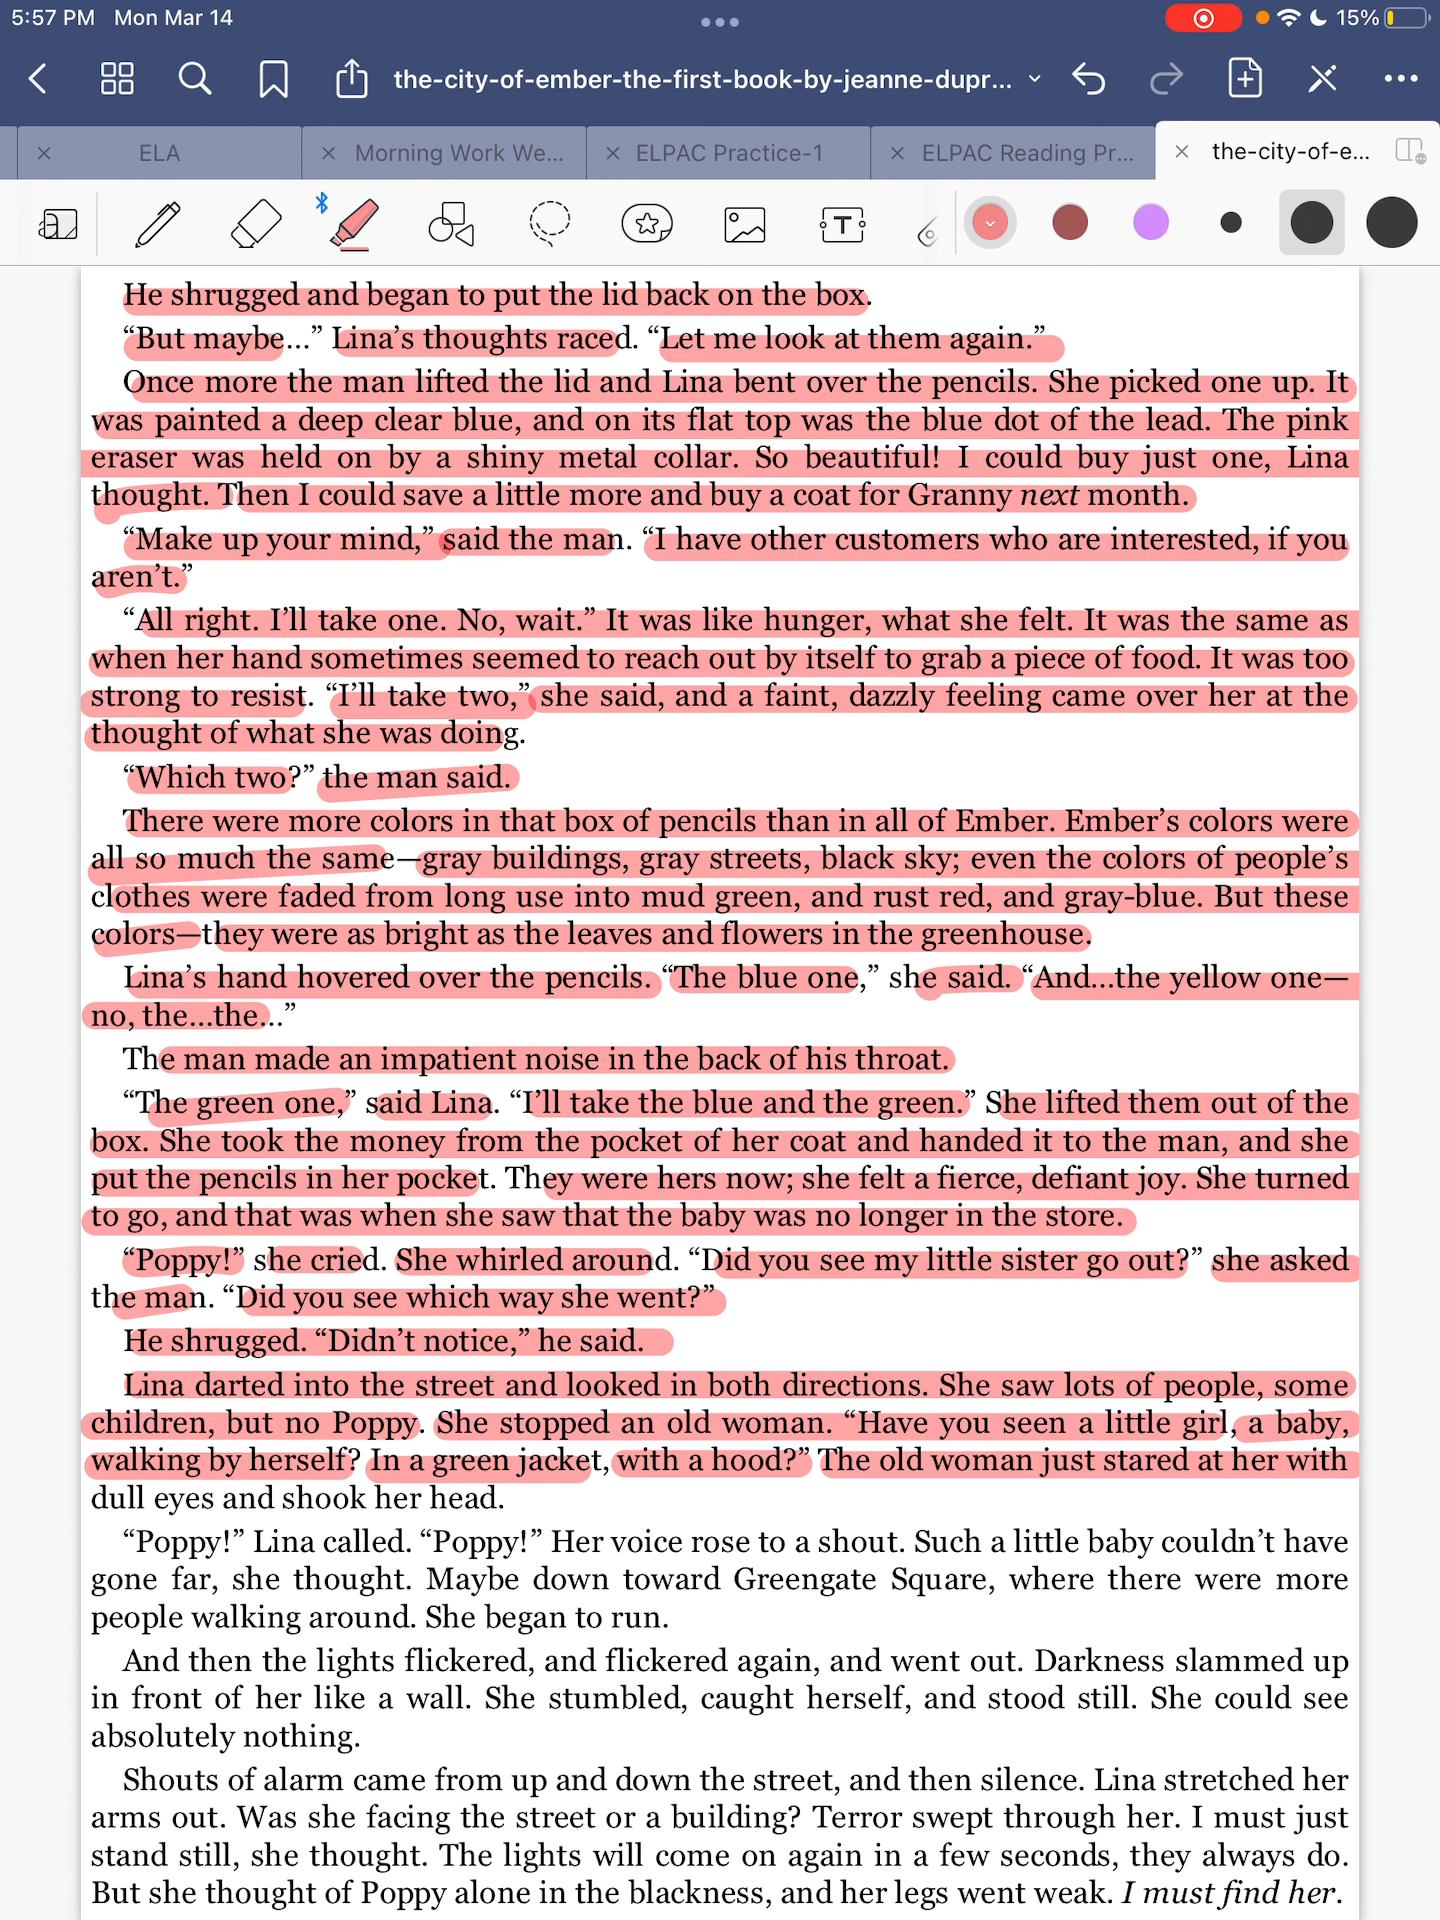 5:57 PM Mon Mar 14
15%
the-city-of-ember-the-first-book-by-jeanne-dupr...
ELA
Morning Work We...
ELPAC Practice-1
ELPAC Reading Pr...
the-city-of-e...
He shrugged and began to put the lid back on the box.
“But maybe...” Lina’s thoughts raced. “Let me look at them again.”
Once more the man lifted the lid and Lina bent over the pencils. She picked one up. It
was painted a deep clear blue, and on its flat top was the blue dot of the lead. The pink
eraser was held on by a shiny metal collar. So beautiful! I could buy just one, Lina
thought. Then I could save a little more and buy a coat for Granny next month.
“Make up your mind,” said the man. “I have other customers who are interested, if you
aren’t.”
“All right. I’ll take one. No, wait.” It was like hunger, what she felt. It was the same as
when her hand sometimes seemed to reach out by itself to grab a piece of food. It was too
strong to resist. “I’ll take two,” she said, and a faint, dazzly feeling came over her at the
thought of what she was doing.
“Which two?” the man said.
There were more colors in that box of pencils than in all of Ember. Ember’s colors were
all so much the same—gray buildings, gray streets, black sky; even the colors of people’s
clothes were faded from long use into mud green, and rust red, and gray-blue. But these
colors—they were as bright as the leaves and flowers in the greenhouse.
Lina’s hand hovered over the pencils. “The blue one,” she said. “And...the yellow one—
no, the...the...”
The man made an impatient noise in the back of his throat.
“The green one,” said Lina. “I’ll take the blue and the green.” She lifted them out of the
box. She took the money from the pocket of her coat and handed it to the man, and she
put the pencils in her pocket. They were hers now; she felt a fierce, defiant joy. She turned
to go, and that was when she saw that the baby was no longer in the store.
“Poppy!” she cried. She whirled around. “Did you see my little sister go out?” she asked
the man. “Did you see which way she went?”
He shrugged. “Didn’t notice,” he said.
Lina darted into the street and looked in both directions. She saw lots of people, some
children, but no Poppy. She stopped an old woman. “Have you seen a little girl, a baby,
walking by herself? In a green jacket, with a hood?” The old woman just stared at her with
dull eyes and shook her head.
“Poppy!” Lina called. “Poppy!” Her voice rose to a shout. Such a little baby couldn’t have
gone far, she thought. Maybe down toward Greengate Square, where there were more
people walking around. She began to run.
And then the lights flickered, and flickered again, and went out. Darkness slammed up
in front of her like a wall. She stumbled, caught herself, and stood still. She could see
absolutely nothing.
Shouts of alarm came from up and down the street, and then silence. Lina stretched her
arms out. Was she facing the street or a building? Terror swept through her. I must just
stand still, she thought. The lights will come on again in a few seconds, they always do.
But she thought of Poppy alone in the blackness, and her legs went weak. I must find her.